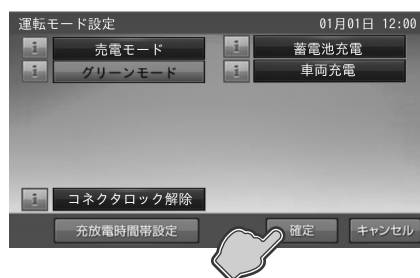 運転モード設定 01月01日 12:00
i 売電モード i 蓄電池充電
i グリーンモード i 車両充電
i コネクタロック解除
充放電時間帯設定 確定 キャンセル